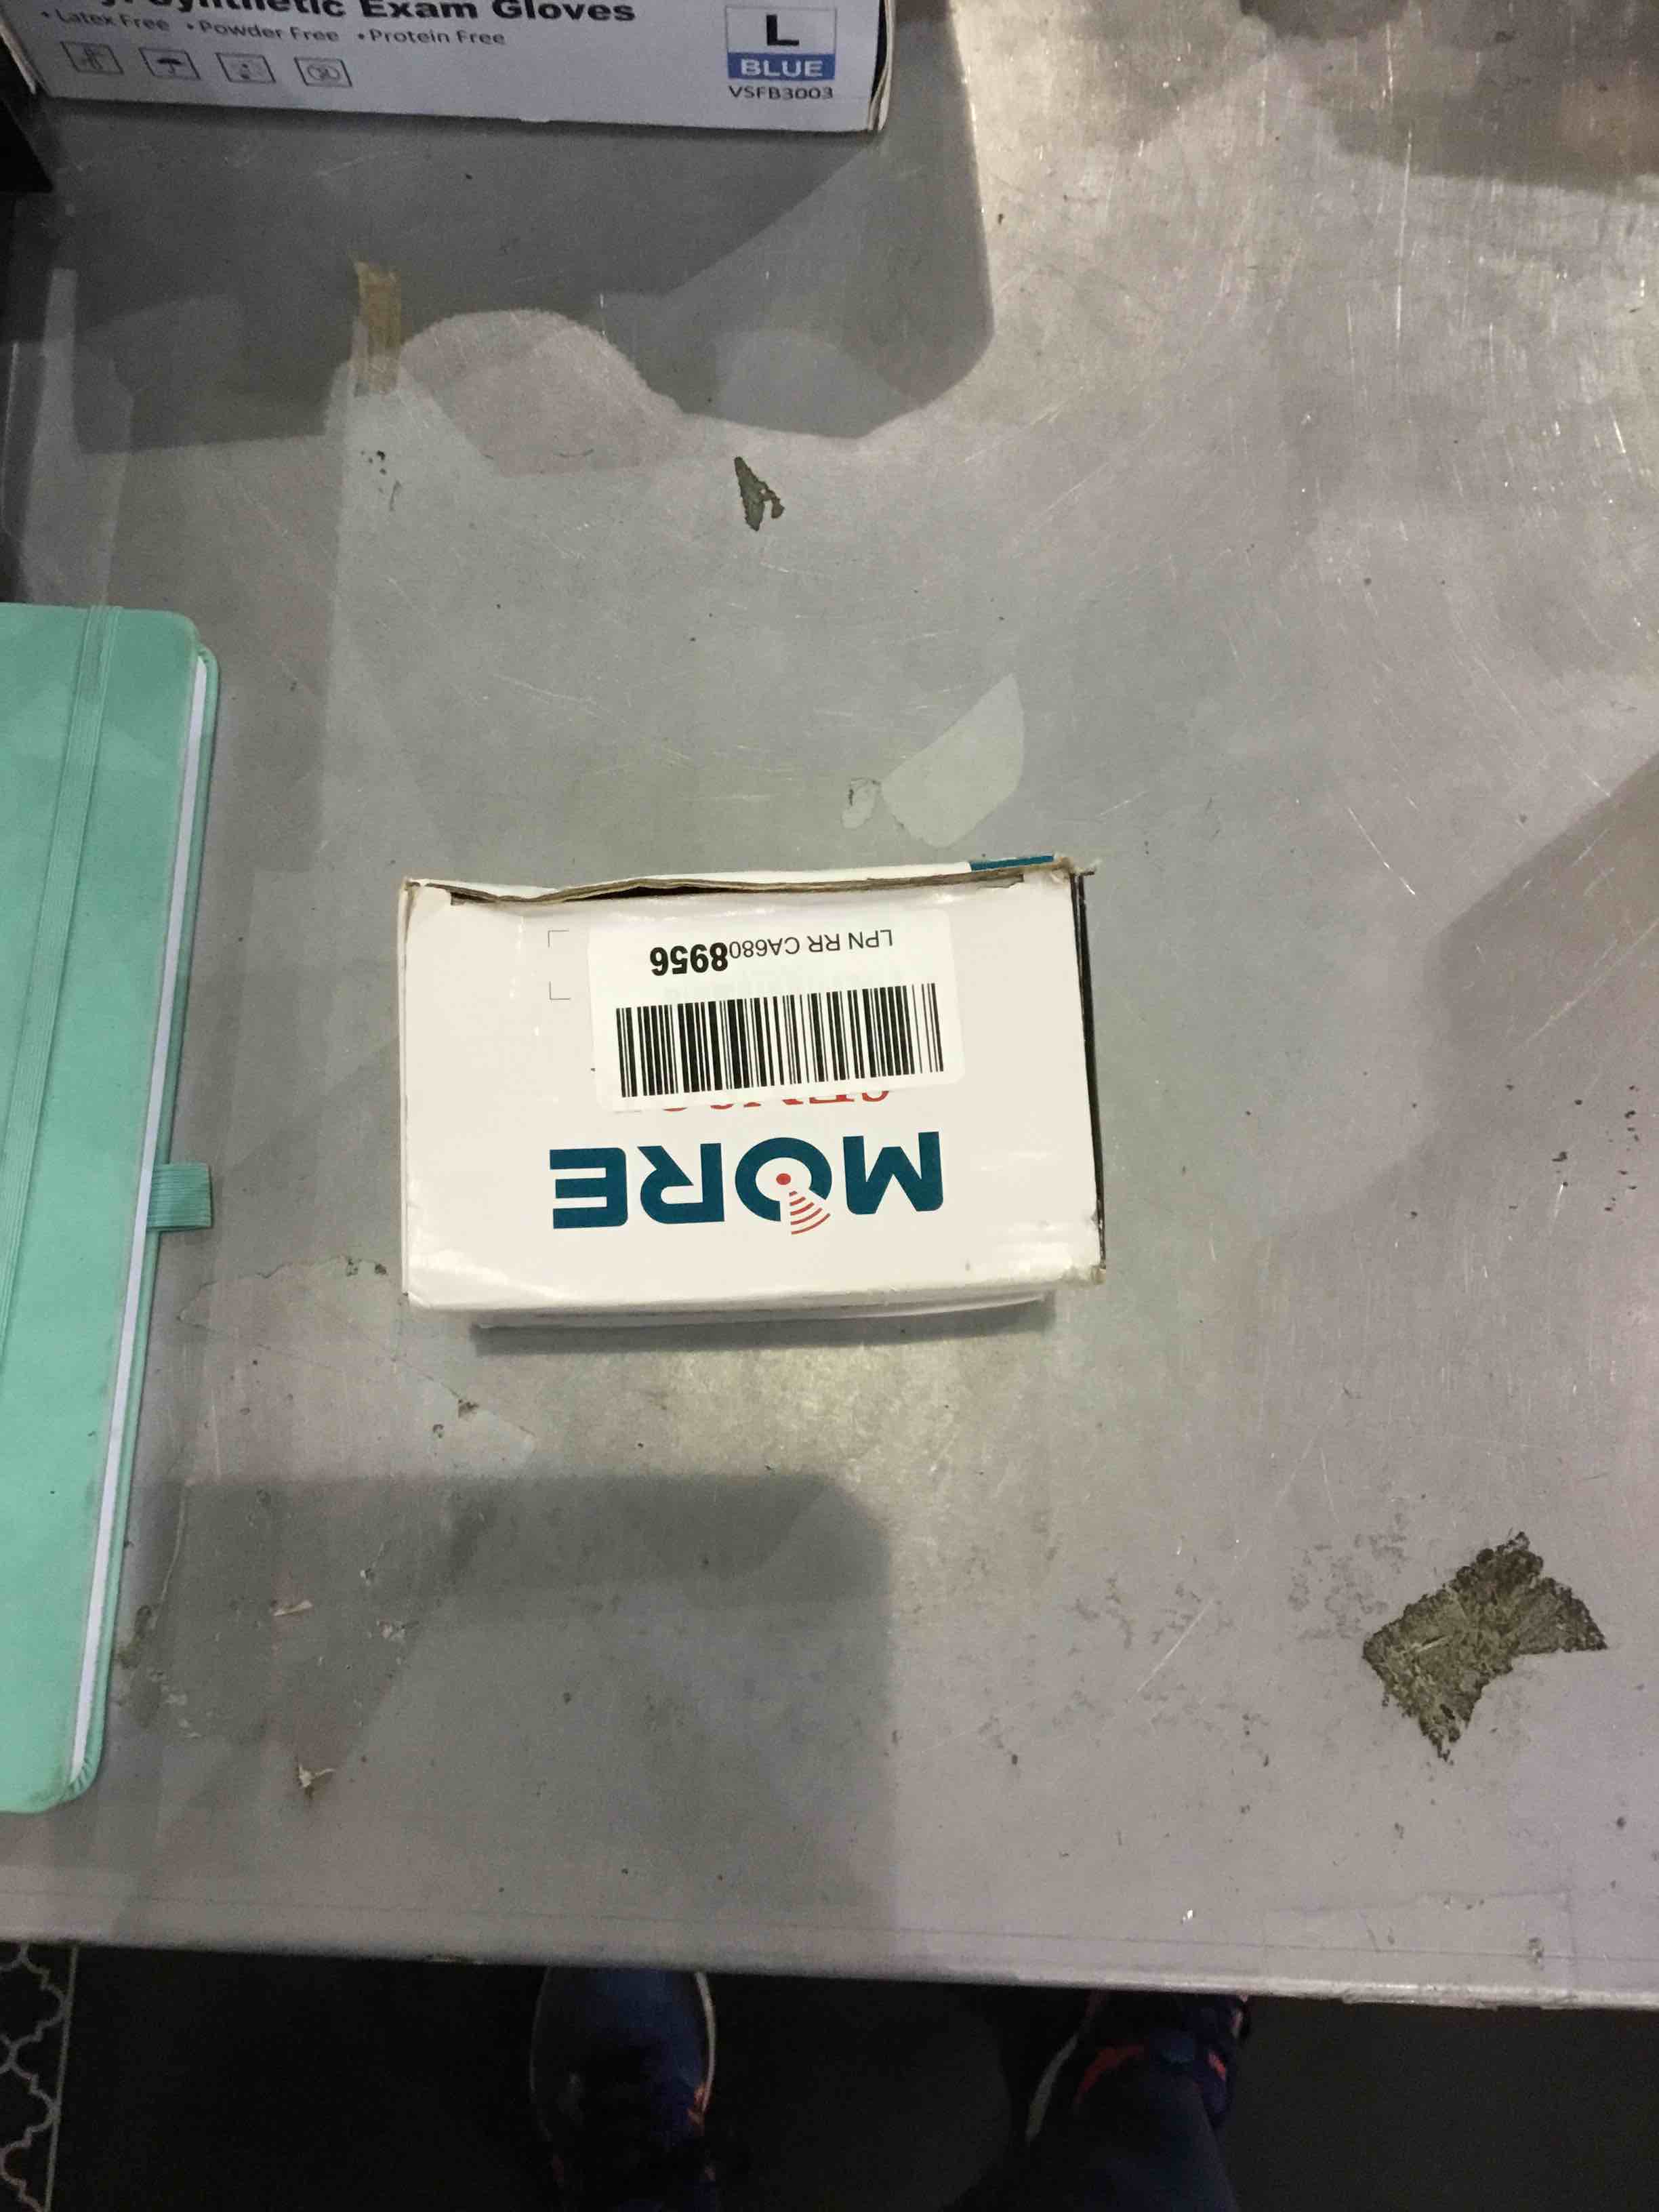 Synthetic Exam Gloves
• Latex Free • Powder Free • Protein Free
L
BLUE
VSFB3003
MORE
LPN RR CA6808956